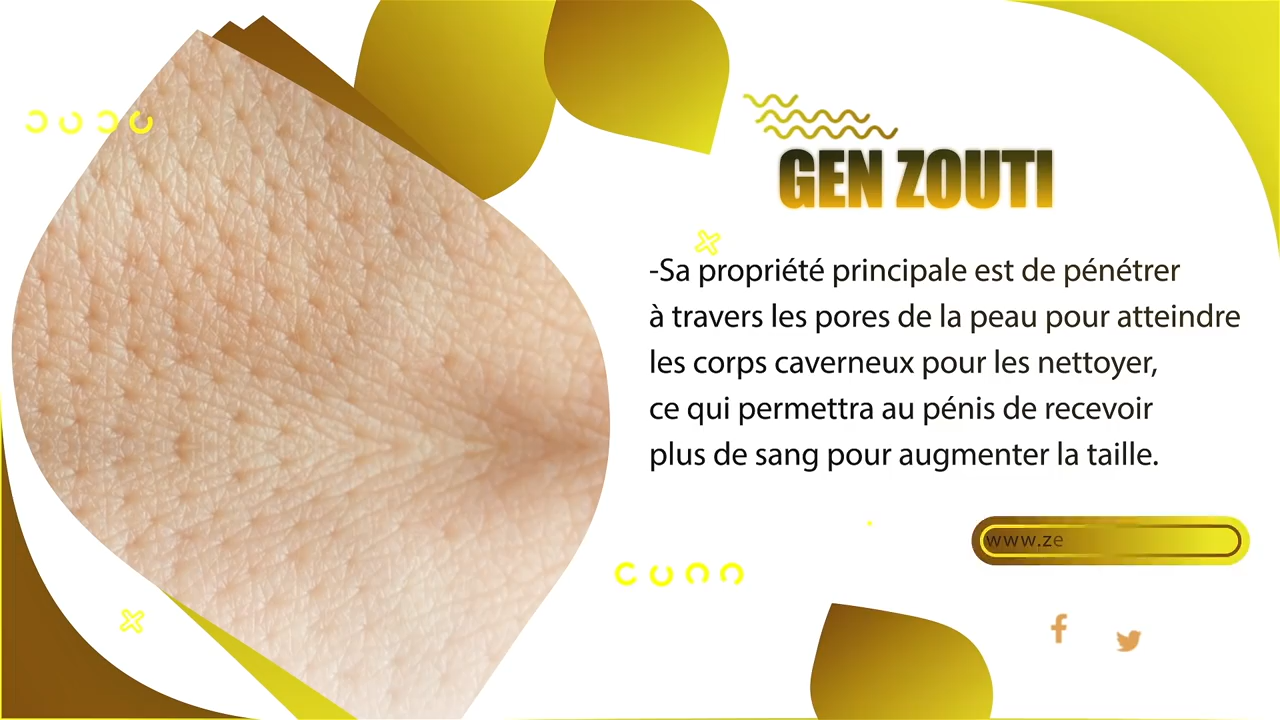 GEN ZOUTI
-Sa propriété principale est de pénétrer
à travers les pores de la peau pour atteindre
les corps caverneux pour les nettoyer,
ce qui permettra au pénis de recevoir
plus de sang pour augmenter la taille.
www.ze